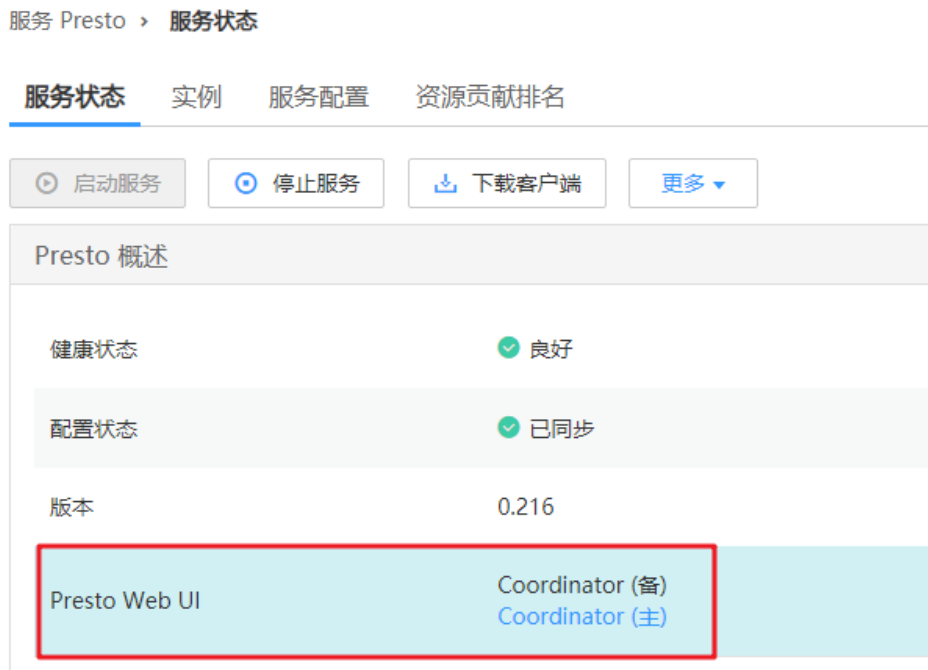 服务 Presto › 服务状态
服务状态 实例 服务配置 资源贡献排名
启动服务 停止服务 下载客户端 更多
Presto 概述
健康状态 良好
配置状态 已同步
版本 0.216
Presto Web UI Coordinator (备)
Coordinator (主)